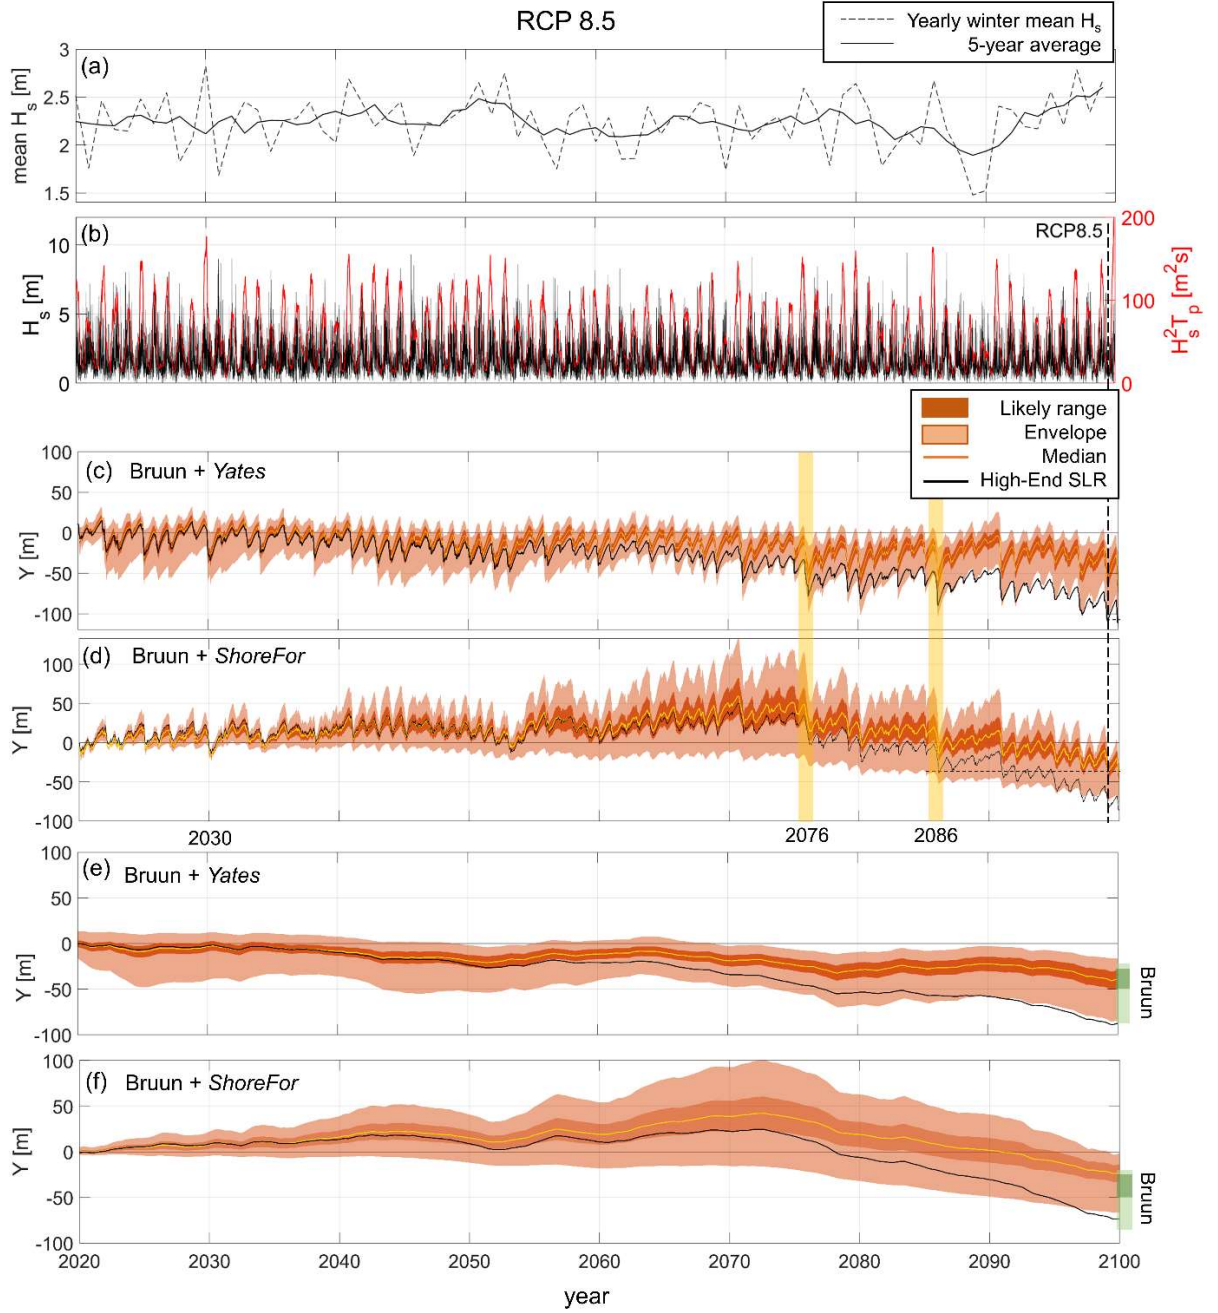 RCP 8.5
Yearly winter mean Hs
5-year average
(a)
mean Hs [m]
3
2.5
2
1.5
(b)
RCP8.5
Hs [m]
10
5
0
200
100
0
Hs²Tp [m²s]
Likely range
Envelope
Median
High-End SLR
(c) Bruun + Yates
Y [m]
100
50
0
-50
-100
(d) Bruun + ShoreFor
Y [m]
100
50
0
-50
-100
2030 2076 2086
(e) Bruun + Yates
Y [m]
100
50
0
-50
-100
Bruun
(f) Bruun + ShoreFor
Y [m]
100
50
0
-50
-100
Bruun
2020 2030 2040 2050 2060 2070 2080 2090 2100
year